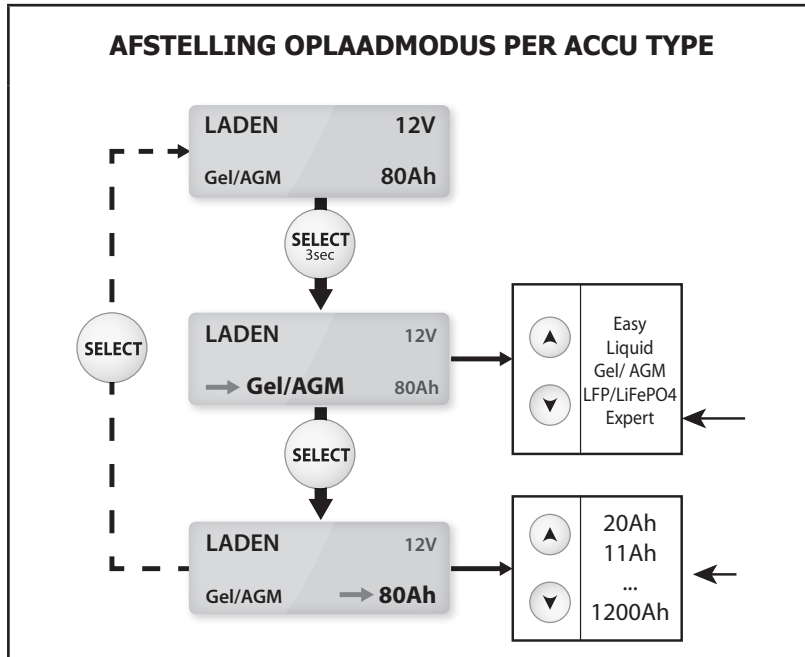 AFSTELLING OPLAADMODUS PER ACCU TYPE
LADEN 12V
Gel/AGM 80Ah
SELECT
3sec
LADEN 12V
Gel/AGM 80Ah
Easy
Liquid
Gel/ AGM
LFP/LiFePO4
Expert
SELECT
SELECT
LADEN 12V
Gel/AGM 80Ah
20Ah
11Ah
...
1200Ah